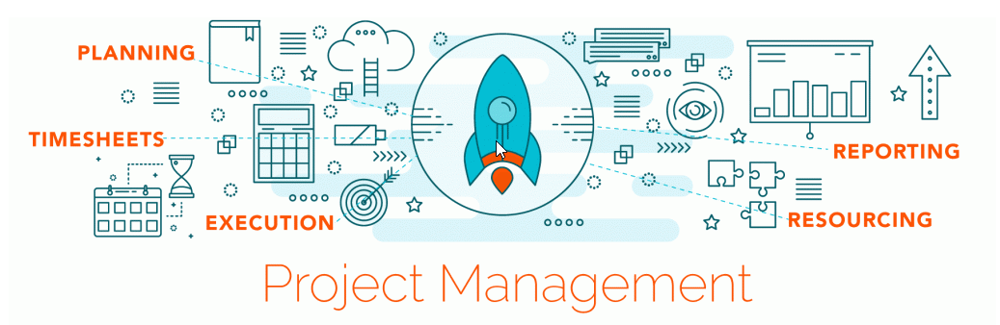 PLANNING
TIMESHEETS
EXECUTION
REPORTING
RESOURCING
Project Management